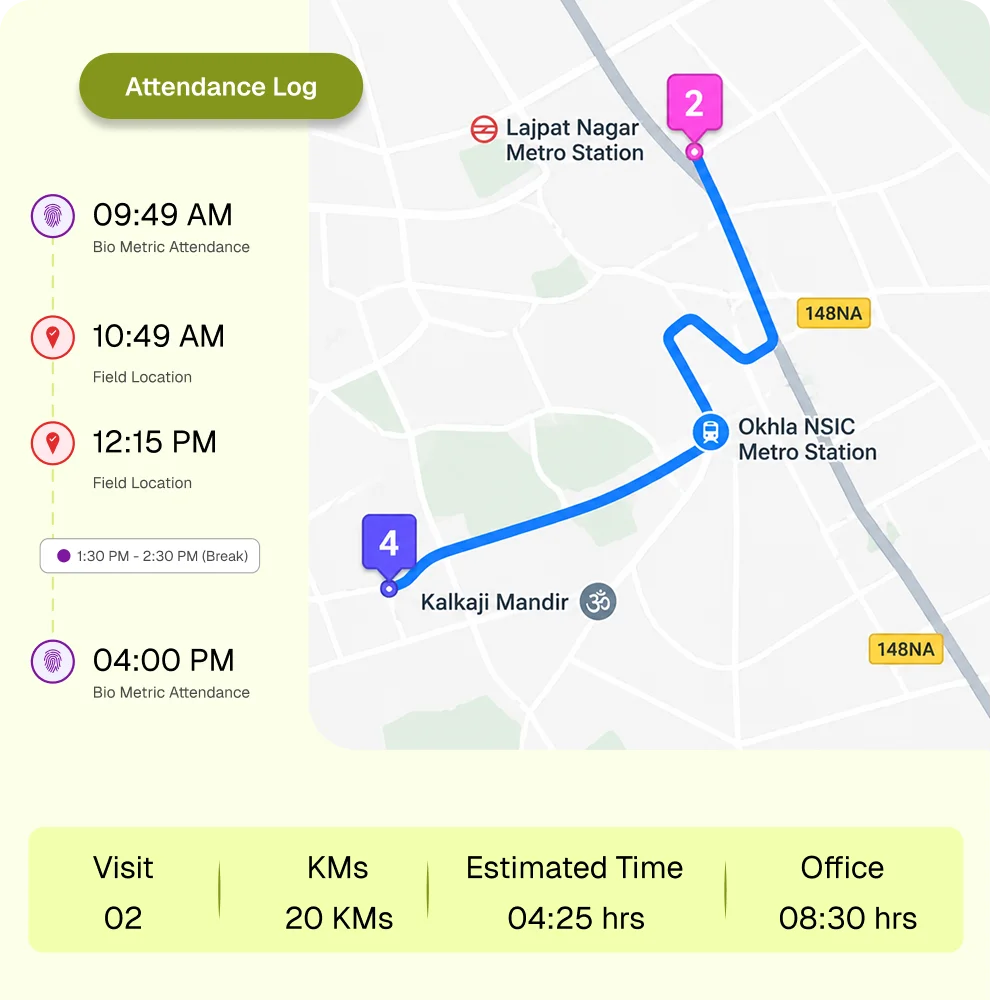 Attendance Log
09:49 AM
Bio Metric Attendance
10:49 AM
Field Location
12:15 PM
Field Location
1:30 PM - 2:30 PM (Break)
04:00 PM
Bio Metric Attendance
2
Lajpat Nagar
Metro Station
148NA
Okhla NSIC
Metro Station
4
Kalkaji Mandir ॐ
148NA
Visit
02
KMs
20 KMs
Estimated Time
04:25 hrs
Office
08:30 hrs